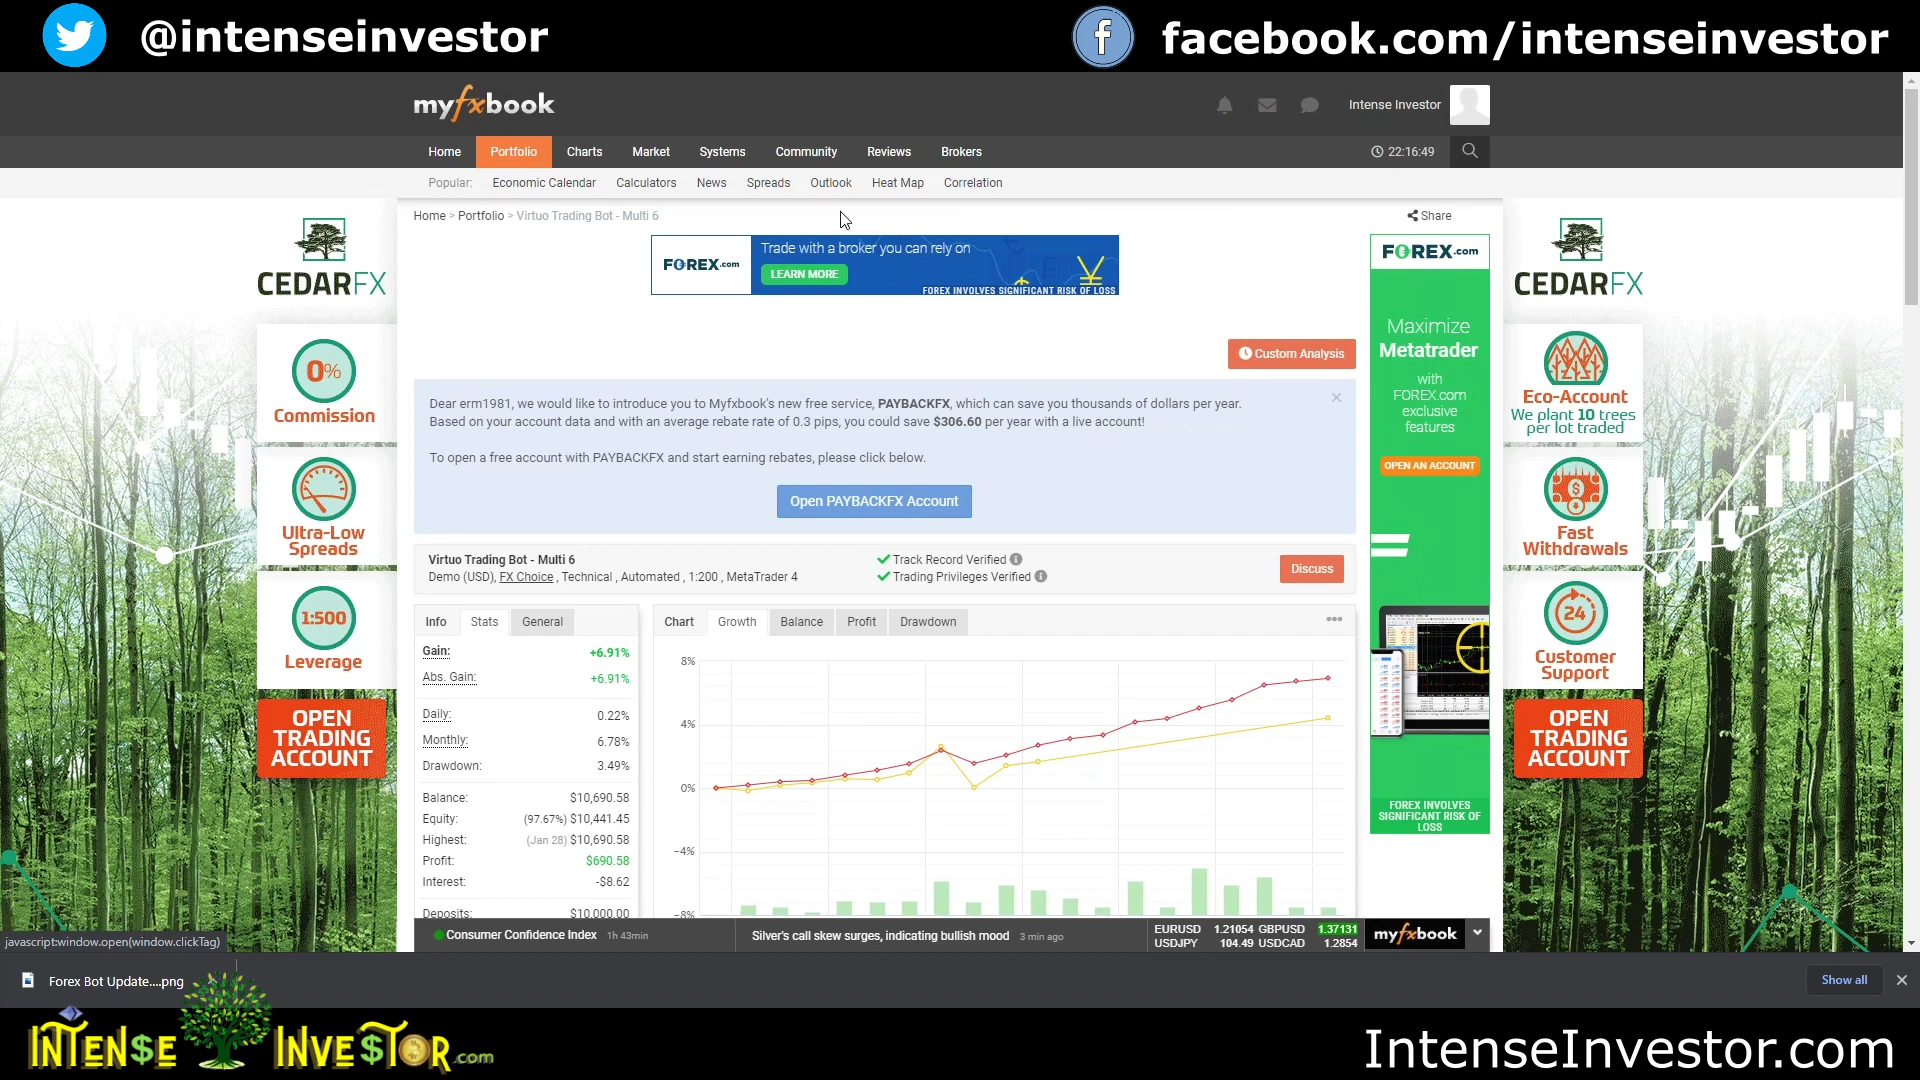 @intenseinvestor
facebook.com/intenseinvestor
myfxbook
Intense Investor
Home Portfolio Charts Market Systems Community Reviews Brokers
22:16:49
Popular: Economic Calendar Calculators News Spreads Outlook Heat Map Correlation
Home > Portfolio > Virtuo Trading Bot - Multi 6
Share
CEDARFX
0%
Commission
Ultra-Low
Spreads
1:500
Leverage
OPEN
TRADING
ACCOUNT
FOREX.com
Trade with a broker you can rely on
LEARN MORE
FOREX INVOLVES SIGNIFICANT RISK OF LOSS
Custom Analysis
Dear erm1981, we would like to introduce you to Myfxbook's new free service, PAYBACKFX, which can save you thousands of dollars per year.
Based on your account data and with an average rebate rate of 0.3 pips, you could save $306.60 per year with a live account!
To open a free account with PAYBACKFX and start earning rebates, please click below.
Open PAYBACKFX Account
Virtuo Trading Bot - Multi 6
Demo (USD), FX Choice , Technical , Automated , 1:200 , MetaTrader 4
Track Record Verified
Trading Privileges Verified
Discuss
Info Stats General
Gain: +6.91%
Abs. Gain: +6.91%
Daily: 0.22%
Monthly: 6.78%
Drawdown: 3.49%
Balance: $10,690.58
Equity: (97.67%) $10,441.45
Highest: (Jan 28) $10,690.58
Profit: $690.58
Interest: -$8.62
Deposits: $10,000.00
Chart Growth Balance Profit Drawdown
8%
4%
0%
-4%
-8%
FOREX.com
Maximize
Metatrader
with
FOREX.com
exclusive
features
OPEN AN ACCOUNT
FOREX INVOLVES
SIGNIFICANT RISK OF
LOSS
CEDARFX
Eco-Account
We plant 10 trees
per lot traded
$
Fast
Withdrawals
24
Customer
Support
OPEN
TRADING
ACCOUNT
Consumer Confidence Index 1h 43min
Silver's call skew surges, indicating bullish mood 3 min ago
EURUSD 1.21054 GBPUSD 1.37131
USDJPY 104.49 USDCAD 1.2854
myfxbook
javascript:window.open(window.clickTag)
Forex Bot Update....png
Show all
INTEN$E INVE$TOR.com
IntenseInvestor.com